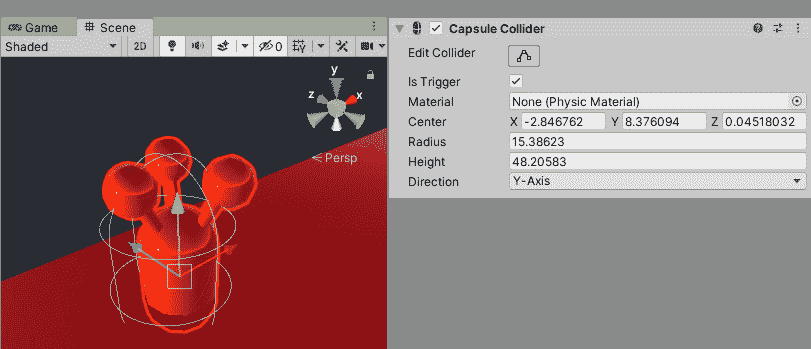 Game Scene
Shaded 2D 0
y
z x
Persp
Capsule Collider
Edit Collider
Is Trigger
Material None (Physic Material)
Center X -2.846762 Y 8.376094 Z 0.04518032
Radius 15.38623
Height 48.20583
Direction Y-Axis